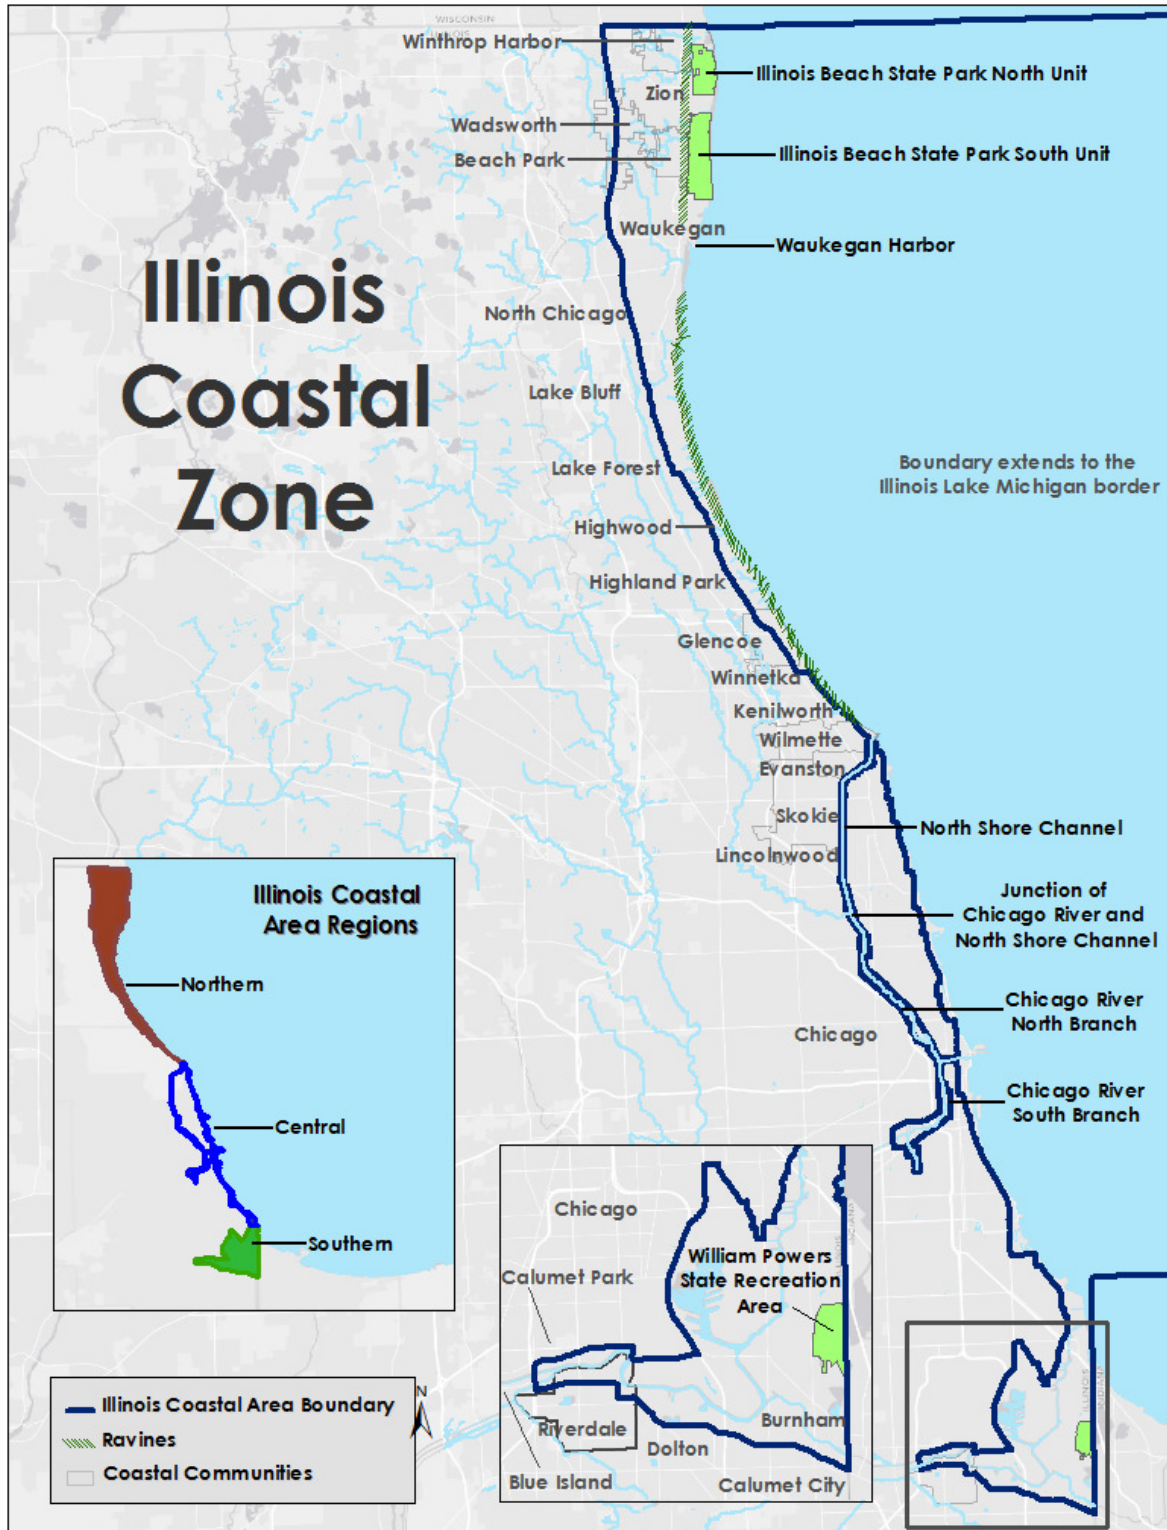 WISCONSIN
ILLINOIS
Winthrop Harbor
Illinois Beach State Park North Unit
Zion
Wadsworth
Beach Park
Illinois Beach State Park South Unit
Waukegan
Waukegan Harbor
Illinois
Coastal
Zone
North Chicago
Lake Bluff
Lake Forest
Boundary extends to the
Illinois Lake Michigan border
Highwood
Highland Park
Glencoe
Winnetka
Kenilworth
Wilmette
Evanston
Skokie
North Shore Channel
Lincolnwood
Junction of
Chicago River and
North Shore Channel
Chicago River
North Branch
Chicago
Chicago River
South Branch
Illinois Coastal
Area Regions
Northern
Central
Southern
Chicago
Calumet Park
William Powers
State Recreation
Area
ILLINOIS
INDIANA
Riverdale
Burnham
Dolton
Blue Island
Calumet City
ILLINOIS
INDIANA
N
Illinois Coastal Area Boundary
Ravines
Coastal Communities